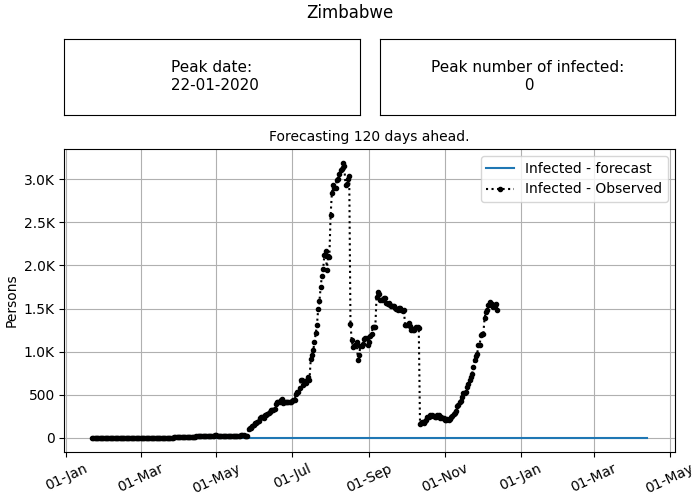 Zimbabwe
Peak date:
22-01-2020
Peak number of infected:
0
Forecasting 120 days ahead.
Infected - forecast
Infected - Observed
Persons
3.0K
2.5K
2.0K
1.5K
1.0K
500
0
01-Jan
01-Mar
01-May
01-Jul
01-Sep
01-Nov
01-Jan
01-Mar
01-May